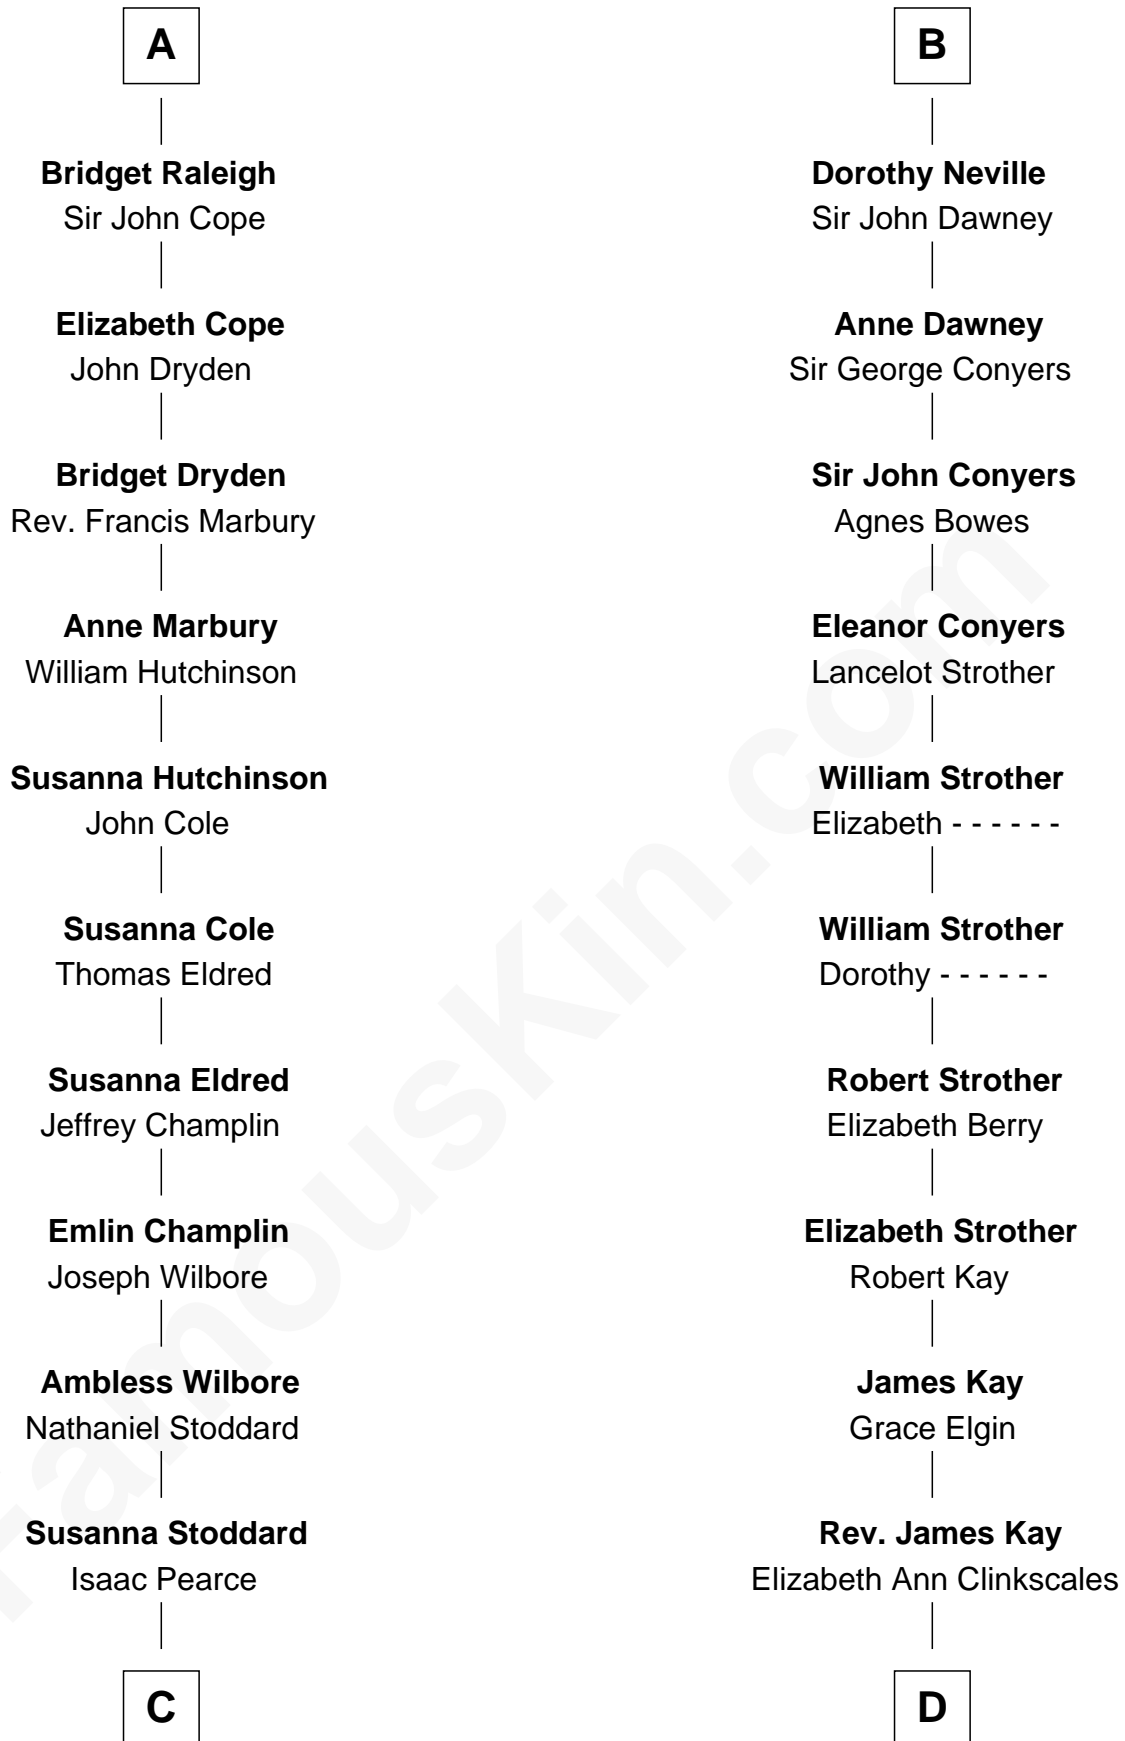 A
Bridget Raleigh
Sir John Cope
Elizabeth Cope
John Dryden
Bridget Dryden
Rev. Francis Marbury
Anne Marbury
William Hutchinson
Susanna Hutchinson
John Cole
Susanna Cole
Thomas Eldred
Susanna Eldred
Jeffrey Champlin
Emlin Champlin
Joseph Wilbore
Ambless Wilbore
Nathaniel Stoddard
Susanna Stoddard
Isaac Pearce
C
B
Dorothy Neville
Sir John Dawney
Anne Dawney
Sir George Conyers
Sir John Conyers
Agnes Bowes
Eleanor Conyers
Lancelot Strother
William Strother
Elizabeth - - - - - -
William Strother
Dorothy - - - - - -
Robert Strother
Elizabeth Berry
Elizabeth Strother
Robert Kay
James Kay
Grace Elgin
Rev. James Kay
Elizabeth Ann Clinkscales
D
FamousKin.com